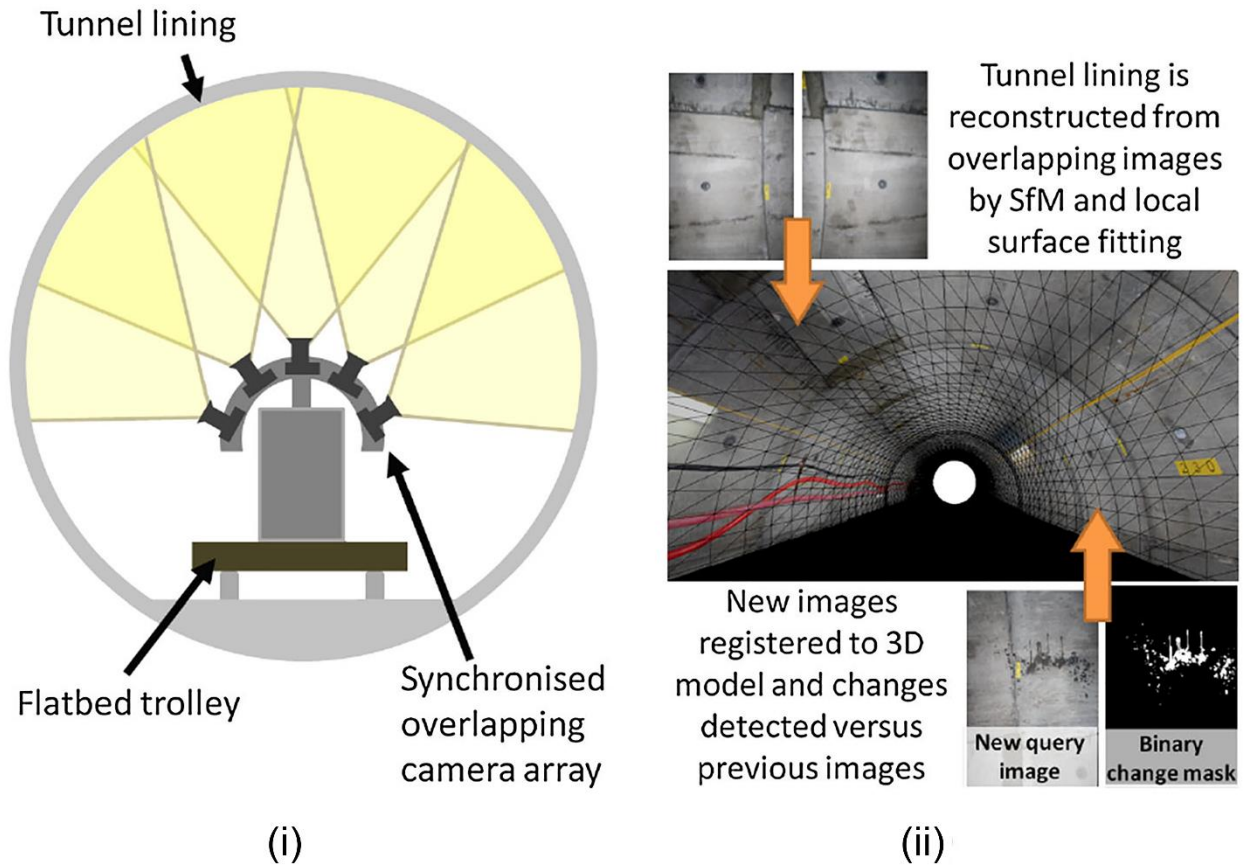 Tunnel lining
Flatbed trolley
Synchronised
overlapping
camera array
(i)
Tunnel lining is
reconstructed from
overlapping images
by SfM and local
surface fitting
New images
registered to 3D
model and changes
detected versus
previous images
New query
image
Binary
change mask
(ii)